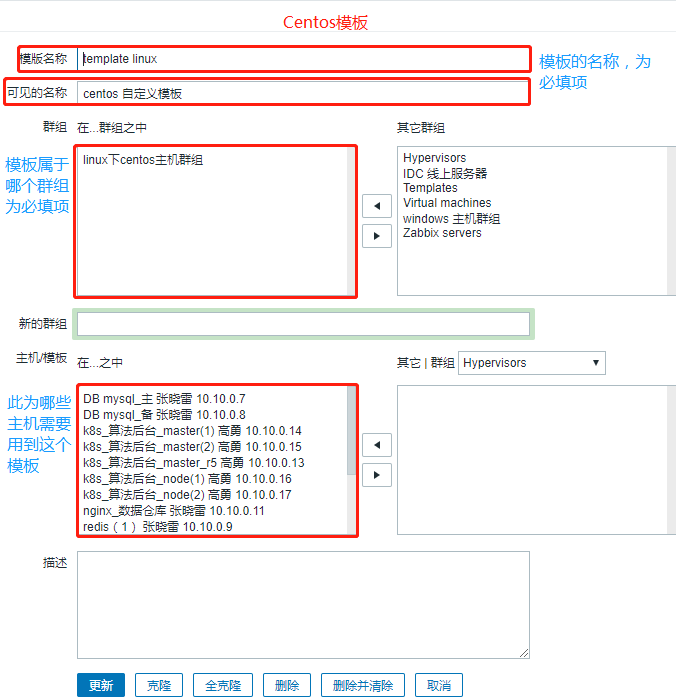 Centos模板
模版名称
template linux
模板的名称，为
必填项
可见的名称
centos 自定义模板
群组
在...群组之中
其它群组
模板属于
哪个群组
为必填项
linux下centos主机群组
Hypervisors
IDC 线上服务器
Templates
Virtual machines
windows 主机群组
Zabbix servers
新的群组
主机/模板
在...之中
其它 | 群组
Hypervisors
此为哪些
主机需要
用到这个
模板
DB mysql_主 张晓雷 10.10.0.7
DB mysql_备 张晓雷 10.10.0.8
k8s_算法后台_master(1) 高勇 10.10.0.14
k8s_算法后台_master(2) 高勇 10.10.0.15
k8s_算法后台_master_r5 高勇 10.10.0.13
k8s_算法后台_node(1) 高勇 10.10.0.16
k8s_算法后台_node(2) 高勇 10.10.0.17
nginx_数据仓库 张晓雷 10.10.0.11
redis（1） 张晓雷 10.10.0.9
描述
更新
克隆
全克隆
删除
删除并清除
取消